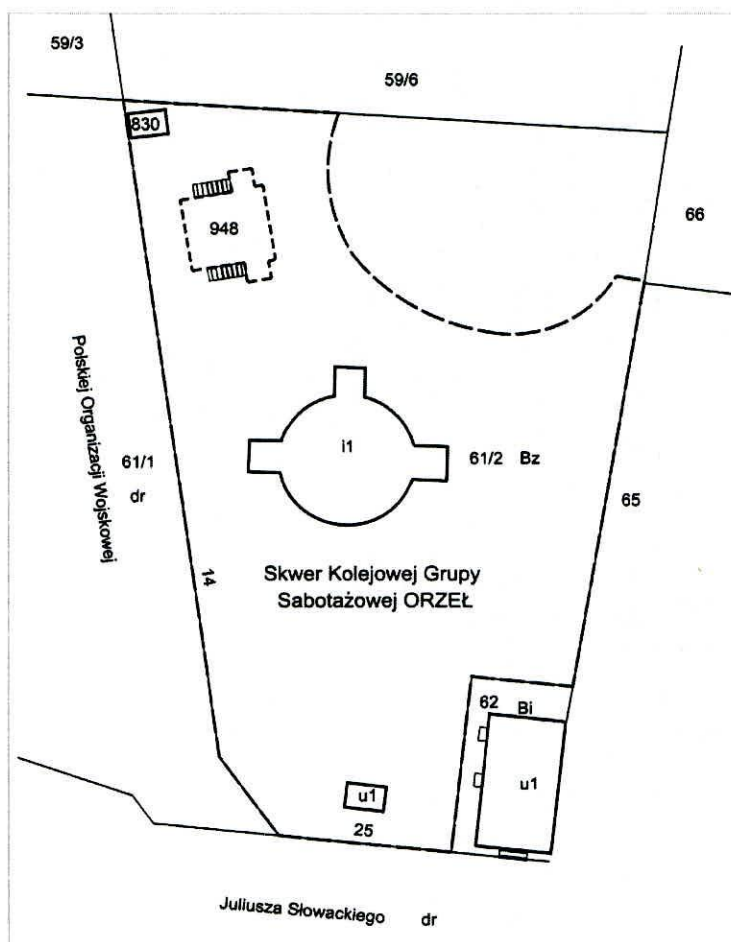 59/3
59/6
830
66
948
Polskiej Organizacji Wojskowej
61/1
dr
i1
61/2 Bz
65
14
Skwer Kolejowej Grupy
Sabotażowej ORZEŁ
62 Bi
u1
u1
25
Juliusza Słowackiego dr